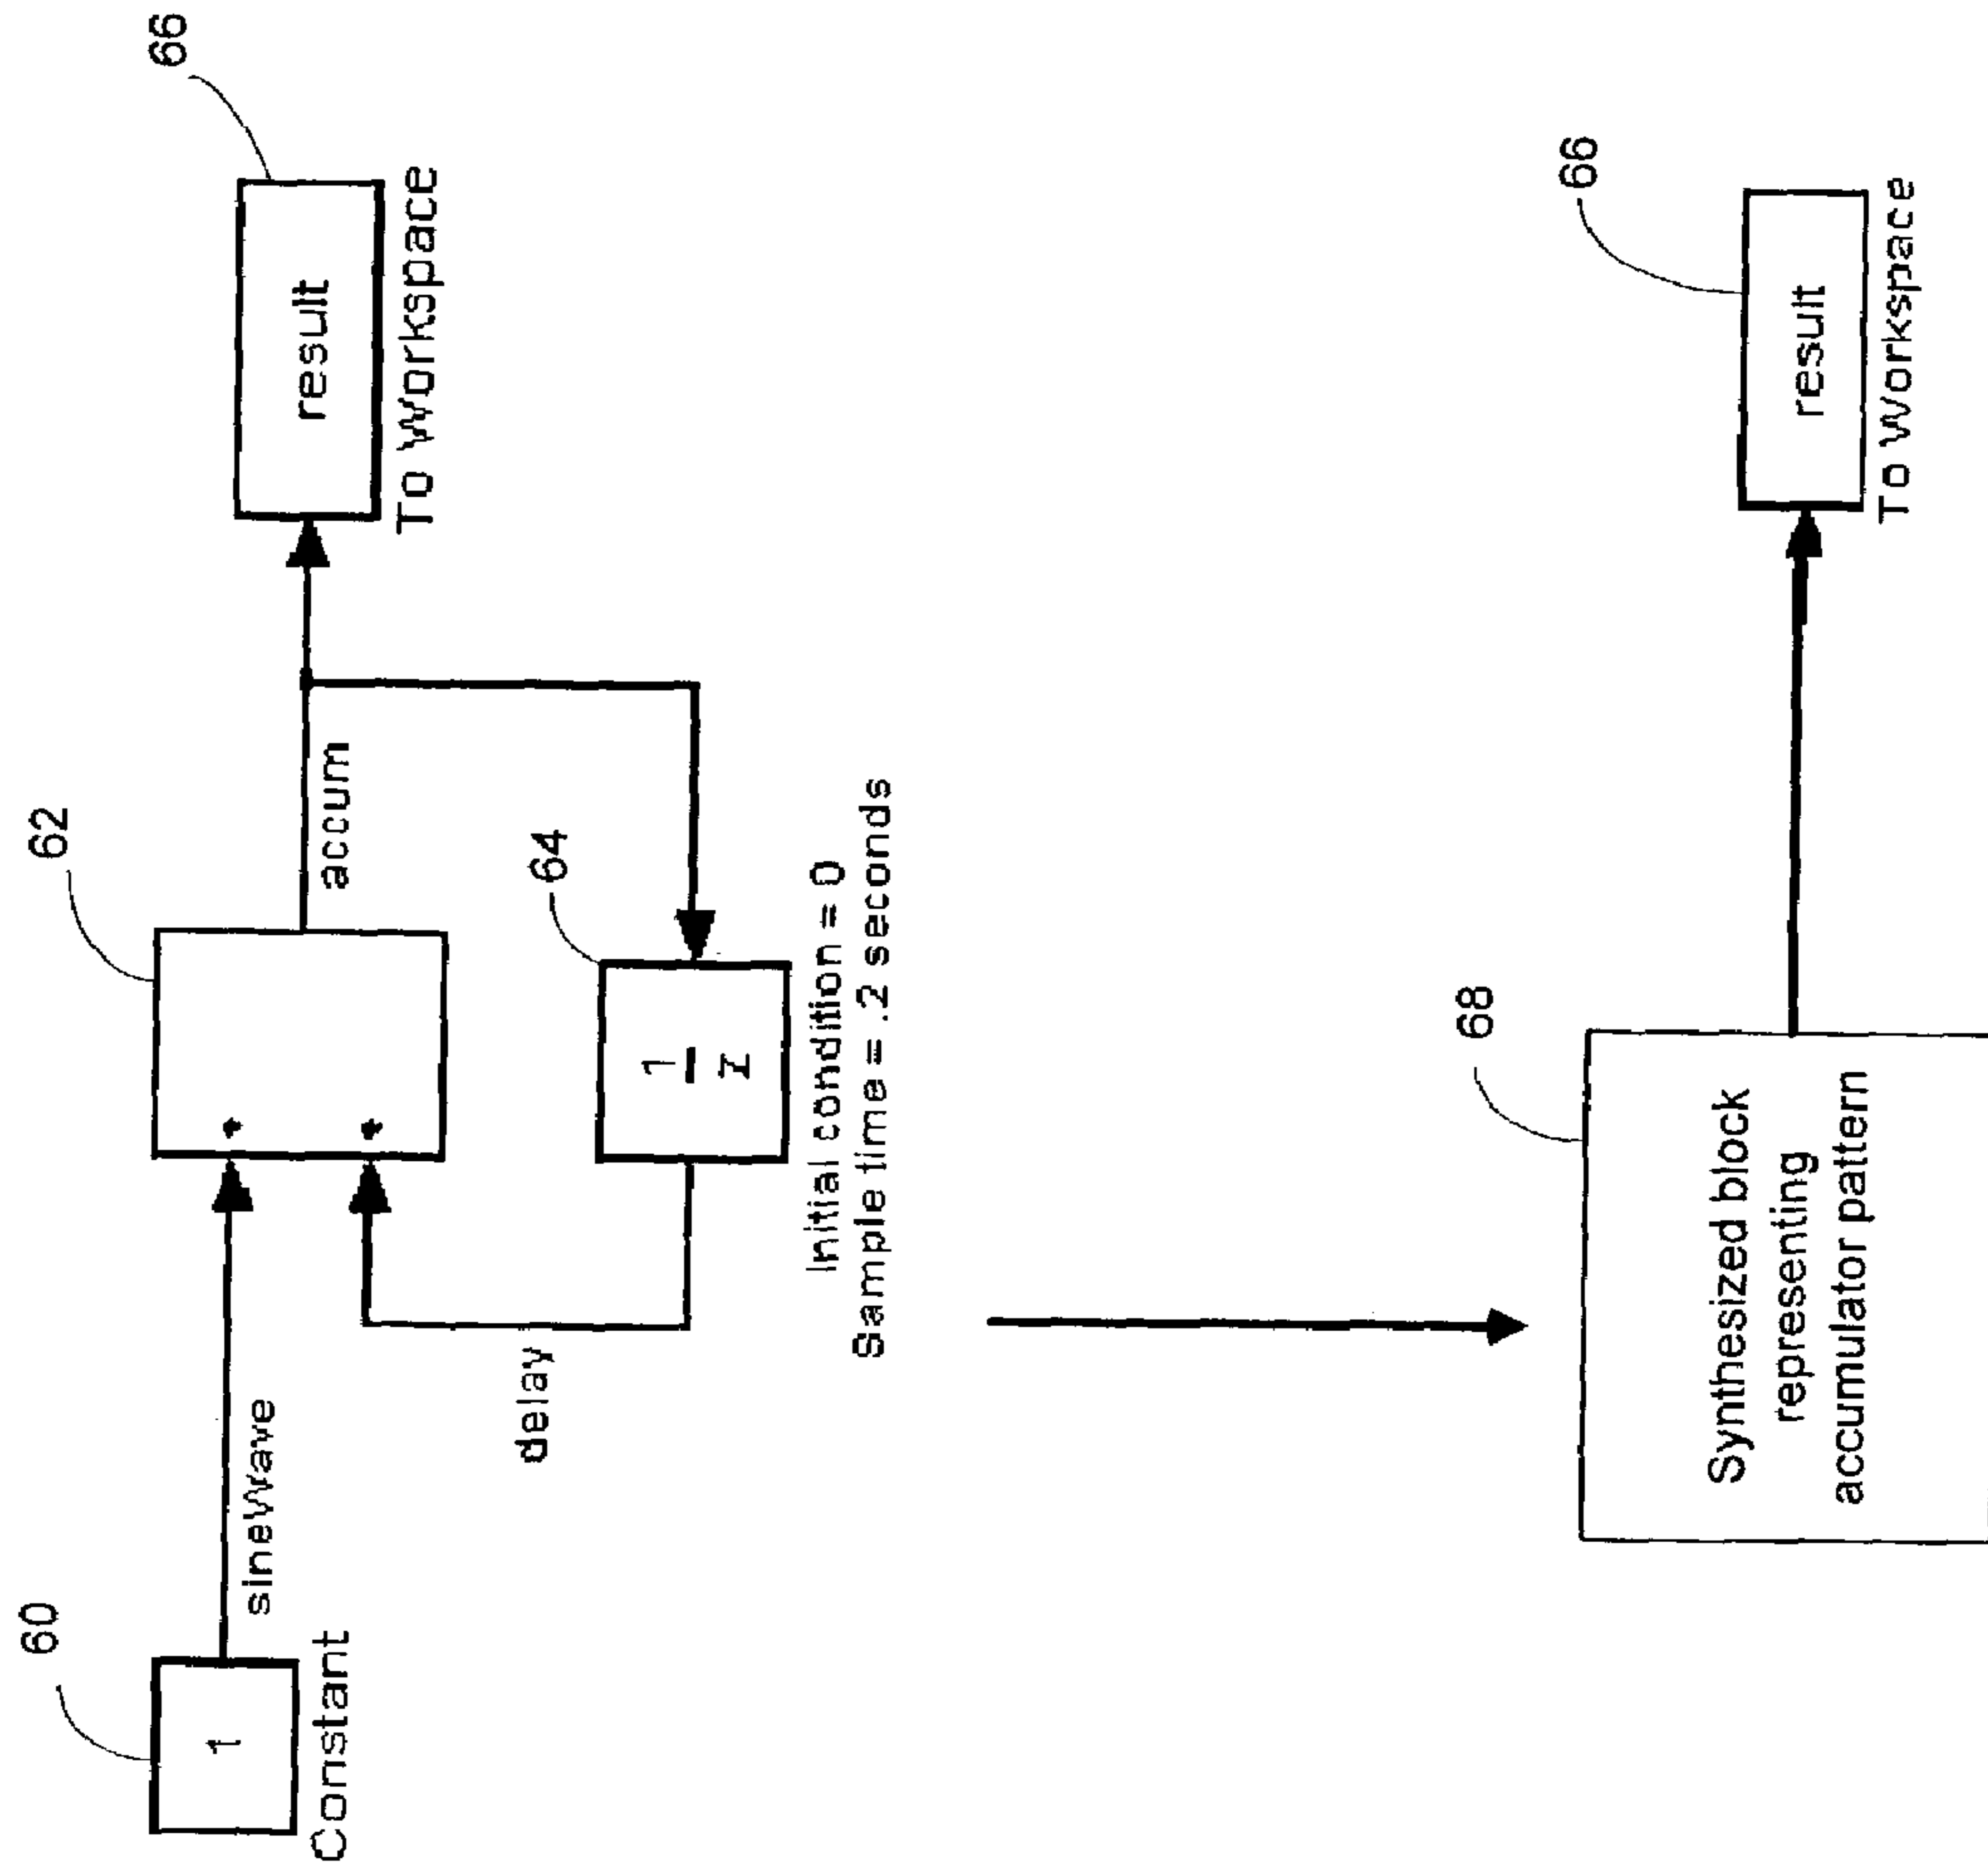 60
1
Constant
sineWave
62
accum
delay
64
1
z
Initial condition = 0
Sample time = .2 seconds
66
result
To Workspace
68
Synthesized block
representing
accumulator pattern
66
result
To Workspace